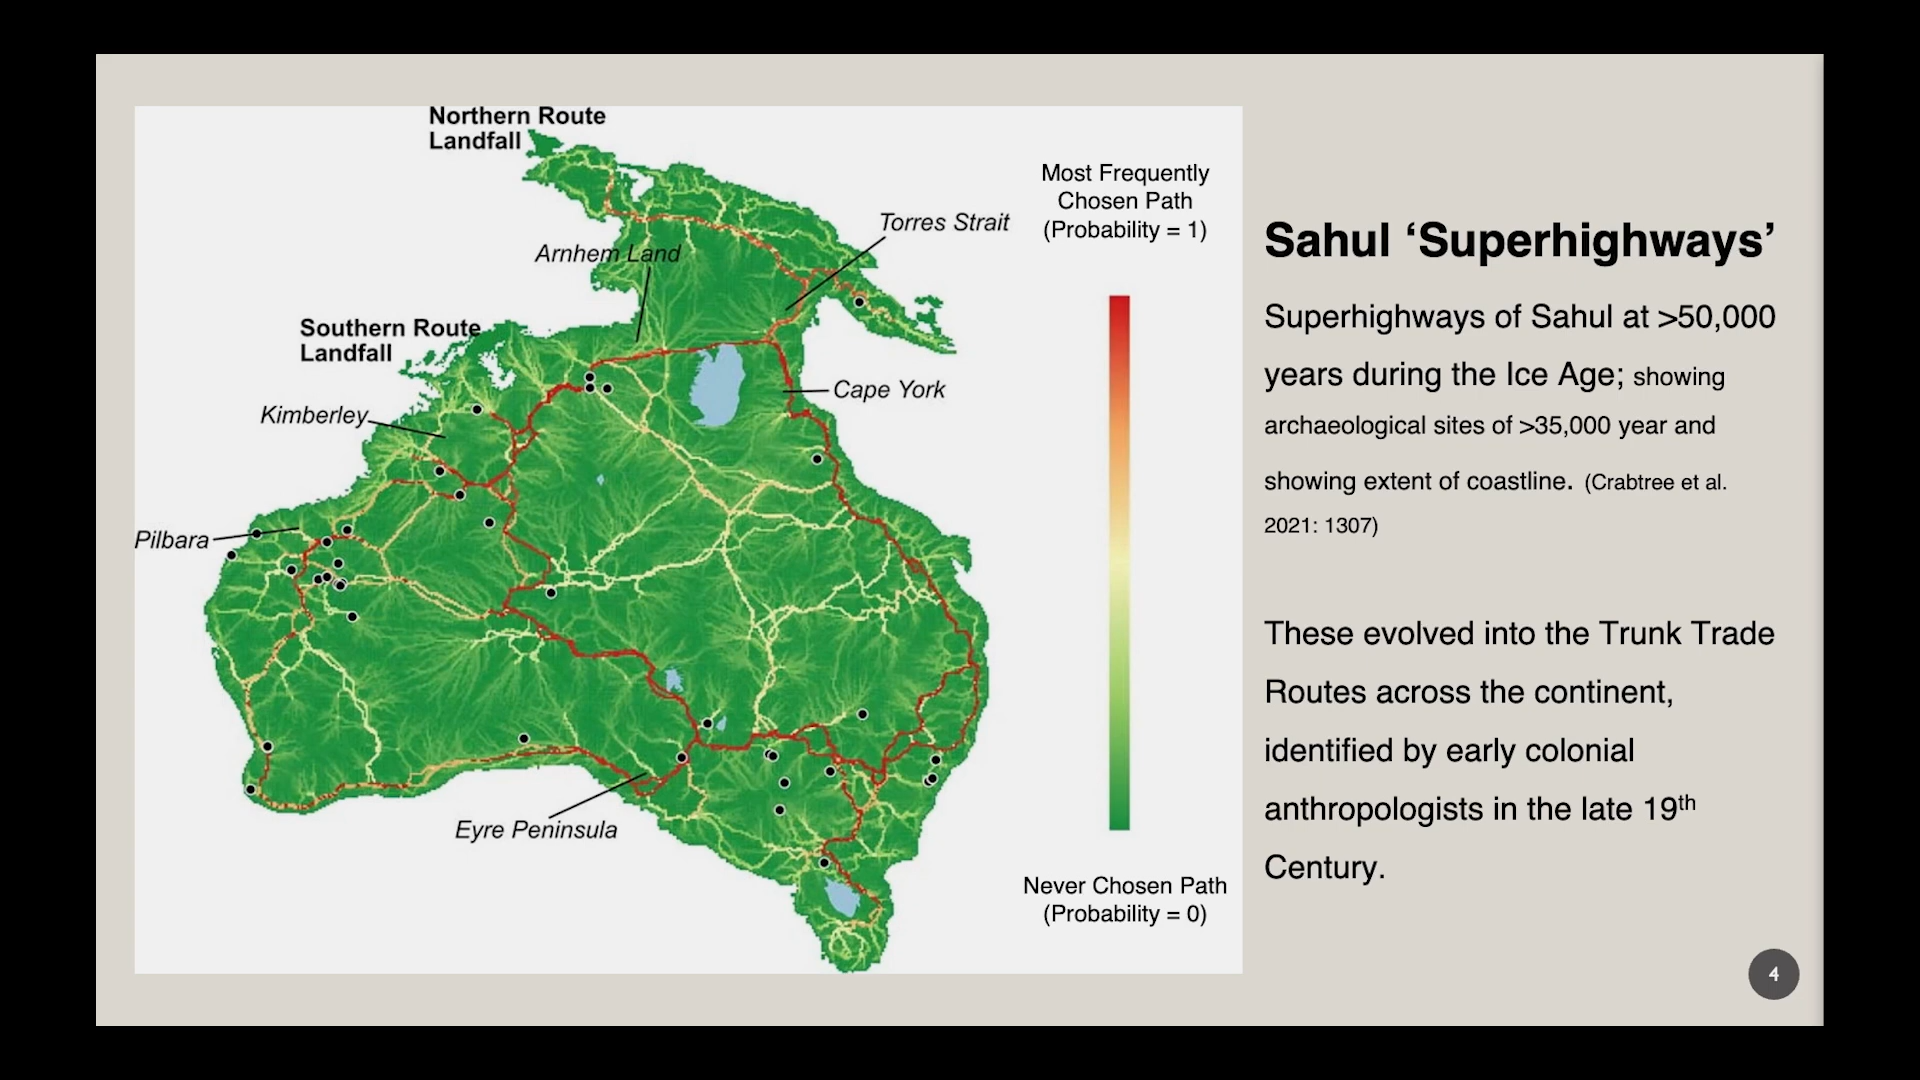 Northern Route
Landfall
Torres Strait
Arnhem Land
Southern Route
Landfall
Cape York
Kimberley
Pilbara
Eyre Peninsula
Most Frequently
Chosen Path
(Probability = 1)
Never Chosen Path
(Probability = 0)
Sahul ‘Superhighways’
Superhighways of Sahul at >50,000
years during the Ice Age; showing
archaeological sites of >35,000 year and
showing extent of coastline. (Crabtree et al.
2021: 1307)
These evolved into the Trunk Trade
Routes across the continent,
identified by early colonial
anthropologists in the late 19th
Century.
4